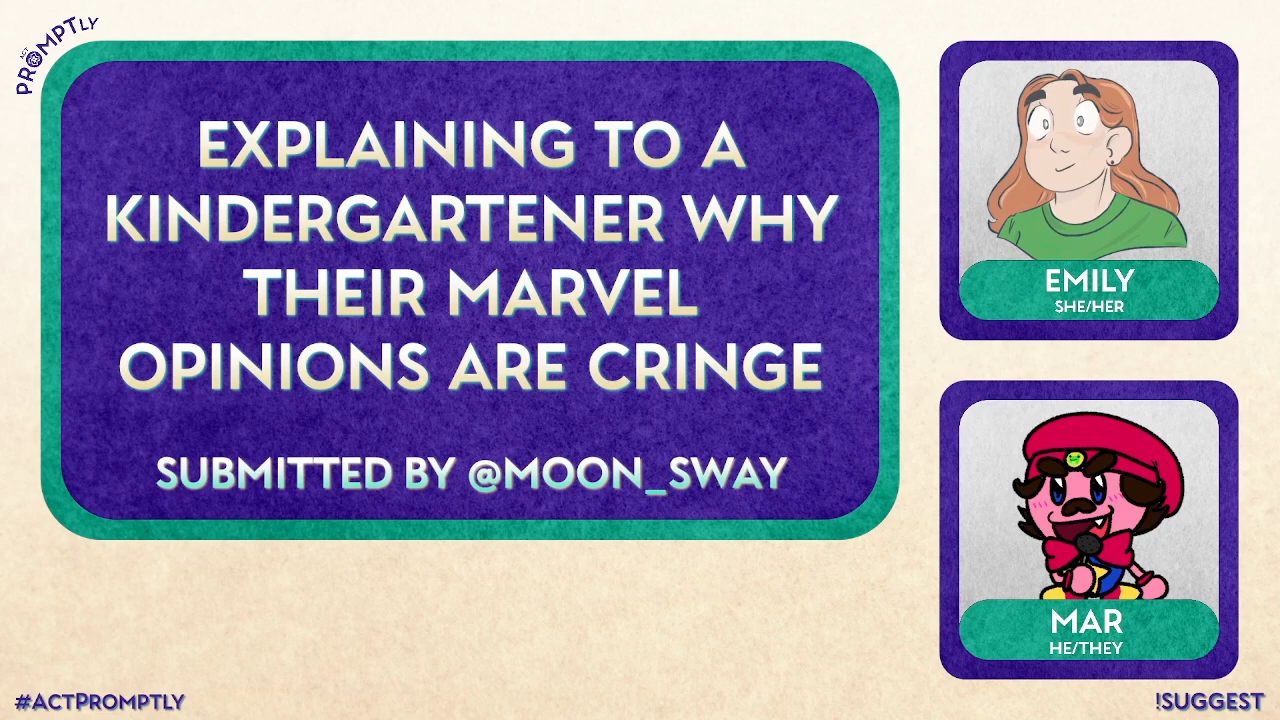 ACT PROMPTLY
EXPLAINING TO A
KINDERGARTENER WHY
THEIR MARVEL
OPINIONS ARE CRINGE
SUBMITTED BY @MOON_SWAY
EMILY
SHE/HER
MAR
HE/THEY
#ACTPROMPTLY
!SUGGEST